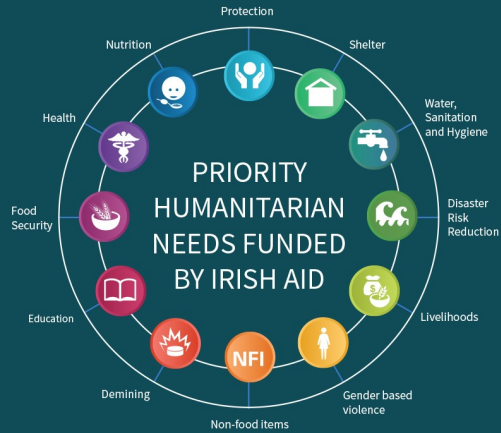 Protection
Nutrition
Shelter
Health
Water,
Sanitation
and Hygiene
PRIORITY
HUMANITARIAN
NEEDS FUNDED
BY IRISH AID
Food
Security
Disaster
Risk
Reduction
$
Education
Livelihoods
NFI
Demining
Gender based
violence
Non-food items